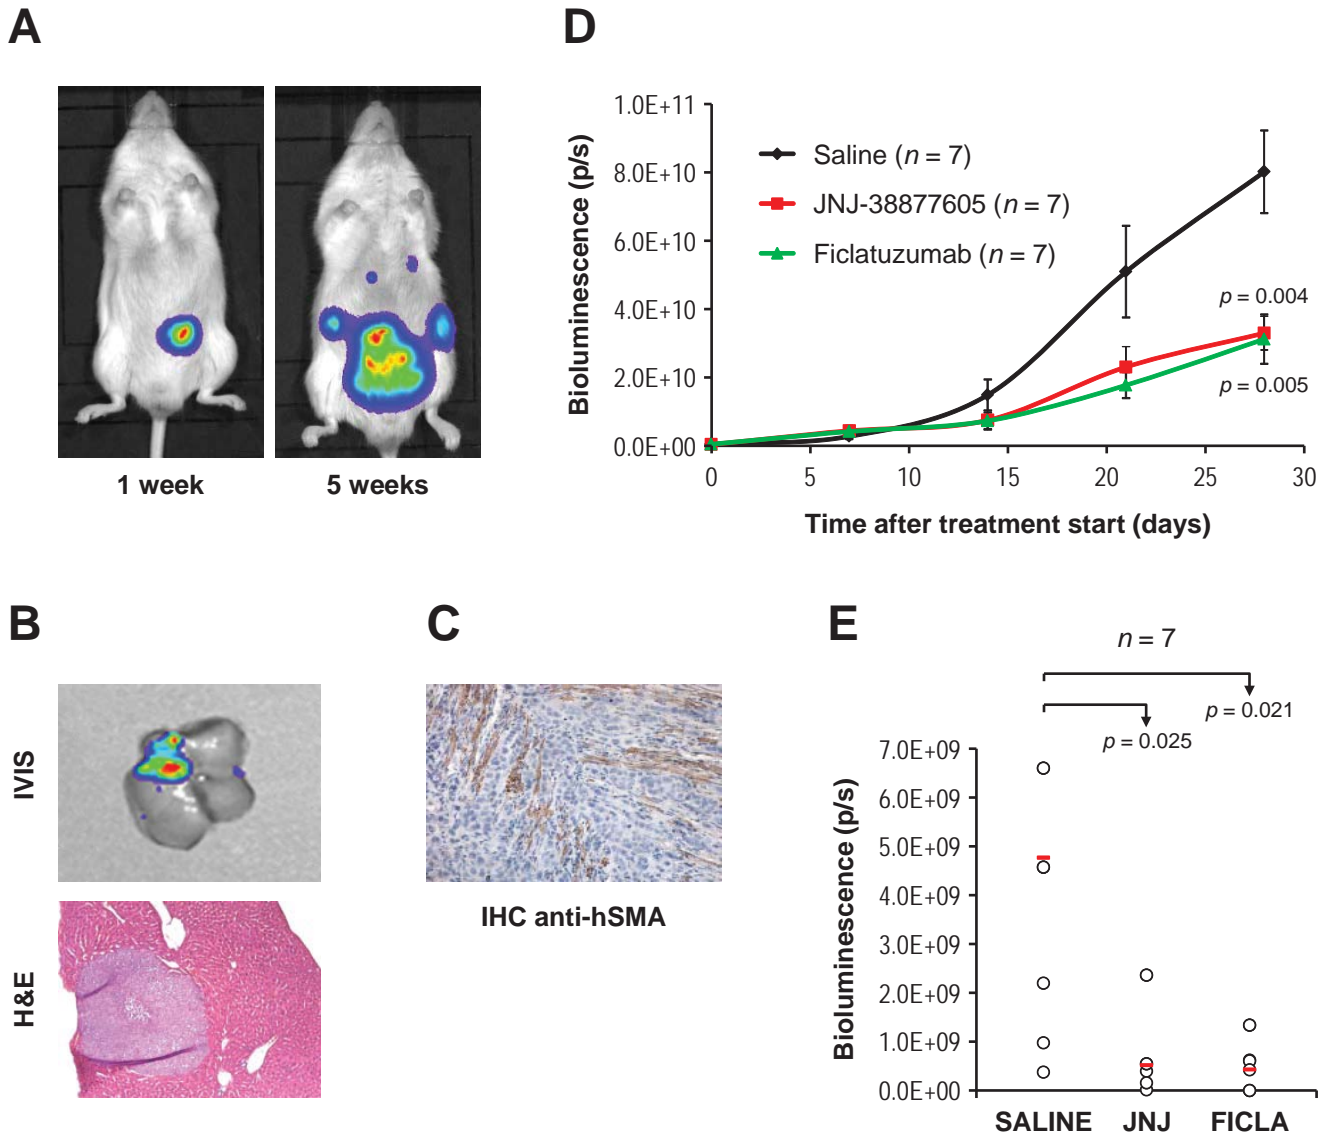 A
1 week
5 weeks
D
Bioluminescence (p/s)
1.0E+11
8.0E+10
6.0E+10
4.0E+10
2.0E+10
0.0E+00
Saline (n = 7)
JNJ-38877605 (n = 7)
Ficlatuzumab (n = 7)
p = 0.004
p = 0.005
0 5 10 15 20 25 30
Time after treatment start (days)
B
IVIS
H&E
C
IHC anti-hSMA
E
n = 7
p = 0.021
p = 0.025
Bioluminescence (p/s)
7.0E+09
6.0E+09
5.0E+09
4.0E+09
3.0E+09
2.0E+09
1.0E+09
0.0E+00
SALINE JNJ FICLA